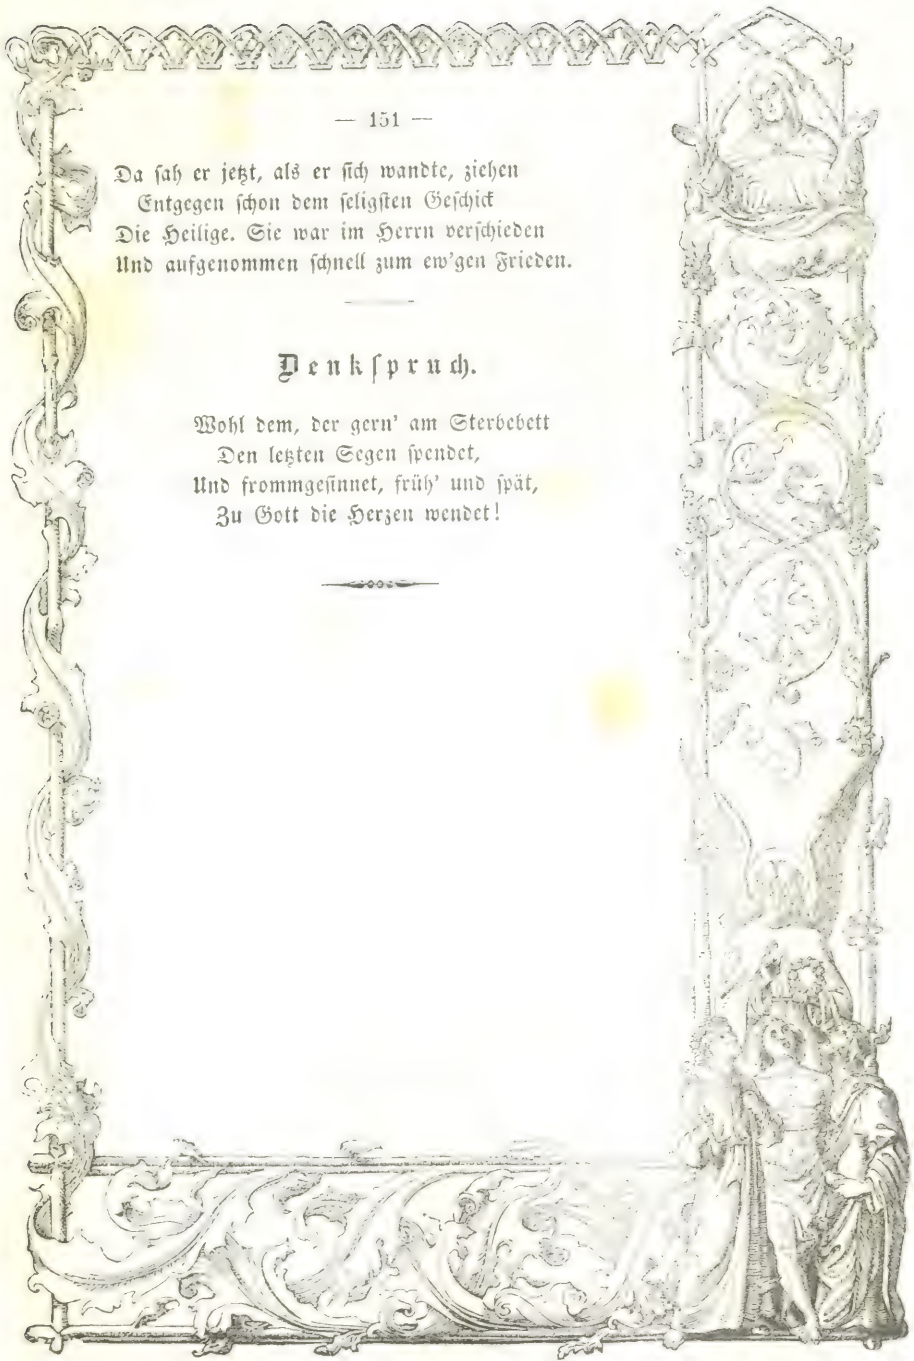 — 151 —
Da sah er jetzt, als er sich wandte, ziehen
Entgegen schon dem seligsten Geschick
Die Heilige. Sie war im Herrn verschieden
Und aufgenommen schnell zum ew'gen Frieden.
Denkspruch.
Wohl dem, der gern' am Sterbebett
Den letzten Segen spendet,
Und frommgesinnet, früh' und spät,
Zu Gott die Herzen wendet!